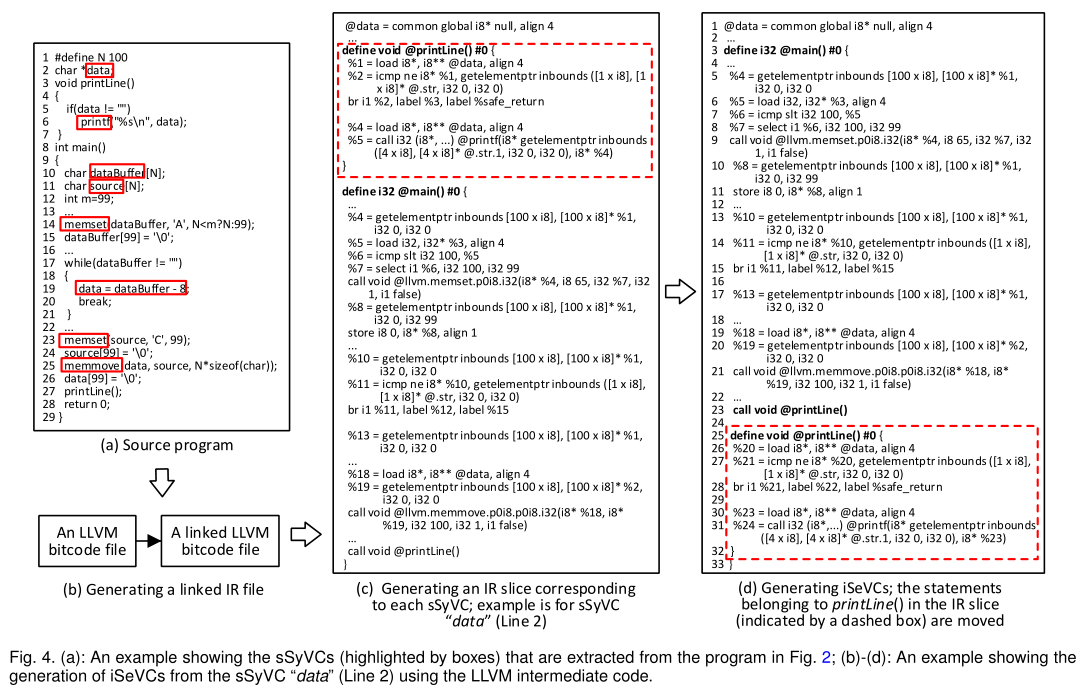 1 #define N 100
2 char *data;
3 void printLine()
4 {
5 if(data != "")
6 printf("%s\n", data);
7 }
8 int main()
9 {
10 char dataBuffer[N];
11 char source[N];
12 int m=99;
13 ...
14 memset(dataBuffer, 'A', N<m?N:99);
15 dataBuffer[99] = '\0';
16 ...
17 while(dataBuffer != "")
18 {
19 data = dataBuffer - 8;
20 break;
21 }
22 ...
23 memset(source, 'C', 99);
24 source[99] = '\0';
25 memmove(data, source, N*sizeof(char));
26 data[99] = '\0';
27 printLine();
28 return 0;
29 }
(a) Source program
An LLVM
bitcode file
A linked LLVM
bitcode file
(b) Generating a linked IR file
@data = common global i8* null, align 4
...
define void @printLine() #0 {
%1 = load i8*, i8** @data, align 4
%2 = icmp ne i8* %1, getelementptr inbounds ([1 x i8], [1
x i8]* @.str, i32 0, i32 0)
br i1 %2, label %3, label %safe_return
%4 = load i8*, i8** @data, align 4
%5 = call i32 (i8*, ...) @printf(i8* getelementptr inbounds
([4 x i8], [4 x i8]* @.str.1, i32 0, i32 0), i8* %4)
}
define i32 @main() #0 {
...
%4 = getelementptr inbounds [100 x i8], [100 x i8]* %1,
i32 0, i32 0
%5 = load i32, i32* %3, align 4
%6 = icmp slt i32 100, %5
%7 = select i1 %6, i32 100, i32 99
call void @llvm.memset.p0i8.i32(i8* %4, i8 65, i32 %7, i32
1, i1 false)
%8 = getelementptr inbounds [100 x i8], [100 x i8]* %1,
i32 0, i32 99
store i8 0, i8* %8, align 1
...
%10 = getelementptr inbounds [100 x i8], [100 x i8]* %1,
i32 0, i32 0
%11 = icmp ne i8* %10, getelementptr inbounds ([1 x i8],
[1 x i8]* @.str, i32 0, i32 0)
br i1 %11, label %12, label %15
%13 = getelementptr inbounds [100 x i8], [100 x i8]* %1,
i32 0, i32 0
...
%18 = load i8*, i8** @data, align 4
%19 = getelementptr inbounds [100 x i8], [100 x i8]* %2,
i32 0, i32 0
call void @llvm.memmove.p0i8.p0i8.i32(i8* %18, i8*
%19, i32 100, i32 1, i1 false)
...
call void @printLine()
}
(c) Generating an IR slice corresponding
to each sSyVC; example is for sSyVC
“data” (Line 2)
1 @data = common global i8* null, align 4
2 ...
3 define i32 @main() #0 {
4 ...
5 %4 = getelementptr inbounds [100 x i8], [100 x i8]* %1,
i32 0, i32 0
6 %5 = load i32, i32* %3, align 4
7 %6 = icmp slt i32 100, %5
8 %7 = select i1 %6, i32 100, i32 99
9 call void @llvm.memset.p0i8.i32(i8* %4, i8 65, i32 %7, i32
1, i1 false)
10 %8 = getelementptr inbounds [100 x i8], [100 x i8]* %1,
i32 0, i32 99
11 store i8 0, i8* %8, align 1
12 ...
13 %10 = getelementptr inbounds [100 x i8], [100 x i8]* %1,
i32 0, i32 0
14 %11 = icmp ne i8* %10, getelementptr inbounds ([1 x i8],
[1 x i8]* @.str, i32 0, i32 0)
15 br i1 %11, label %12, label %15
16
17 %13 = getelementptr inbounds [100 x i8], [100 x i8]* %1,
i32 0, i32 0
18 ...
19 %18 = load i8*, i8** @data, align 4
20 %19 = getelementptr inbounds [100 x i8], [100 x i8]* %2,
i32 0, i32 0
21 call void @llvm.memmove.p0i8.p0i8.i32(i8* %18, i8*
%19, i32 100, i32 1, i1 false)
22 ...
23 call void @printLine()
24
25 define void @printLine() #0 {
26 %20 = load i8*, i8** @data, align 4
27 %21 = icmp ne i8* %20, getelementptr inbounds ([1 x i8],
[1 x i8]* @.str, i32 0, i32 0)
28 br i1 %21, label %22, label %safe_return
29
30 %23 = load i8*, i8** @data, align 4
31 %24 = call i32 (i8*,...) @printf(i8* getelementptr inbounds
([4 x i8], [4 x i8]* @.str.1, i32 0, i32 0), i8* %23)
32 }
33 }
(d) Generating iSeVCs; the statements
belonging to printLine() in the IR slice
(indicated by a dashed box) are moved
Fig. 4. (a): An example showing the sSyVCs (highlighted by boxes) that are extracted from the program in Fig. 2; (b)-(d): An example showing the
generation of iSeVCs from the sSyVC “data” (Line 2) using the LLVM intermediate code.